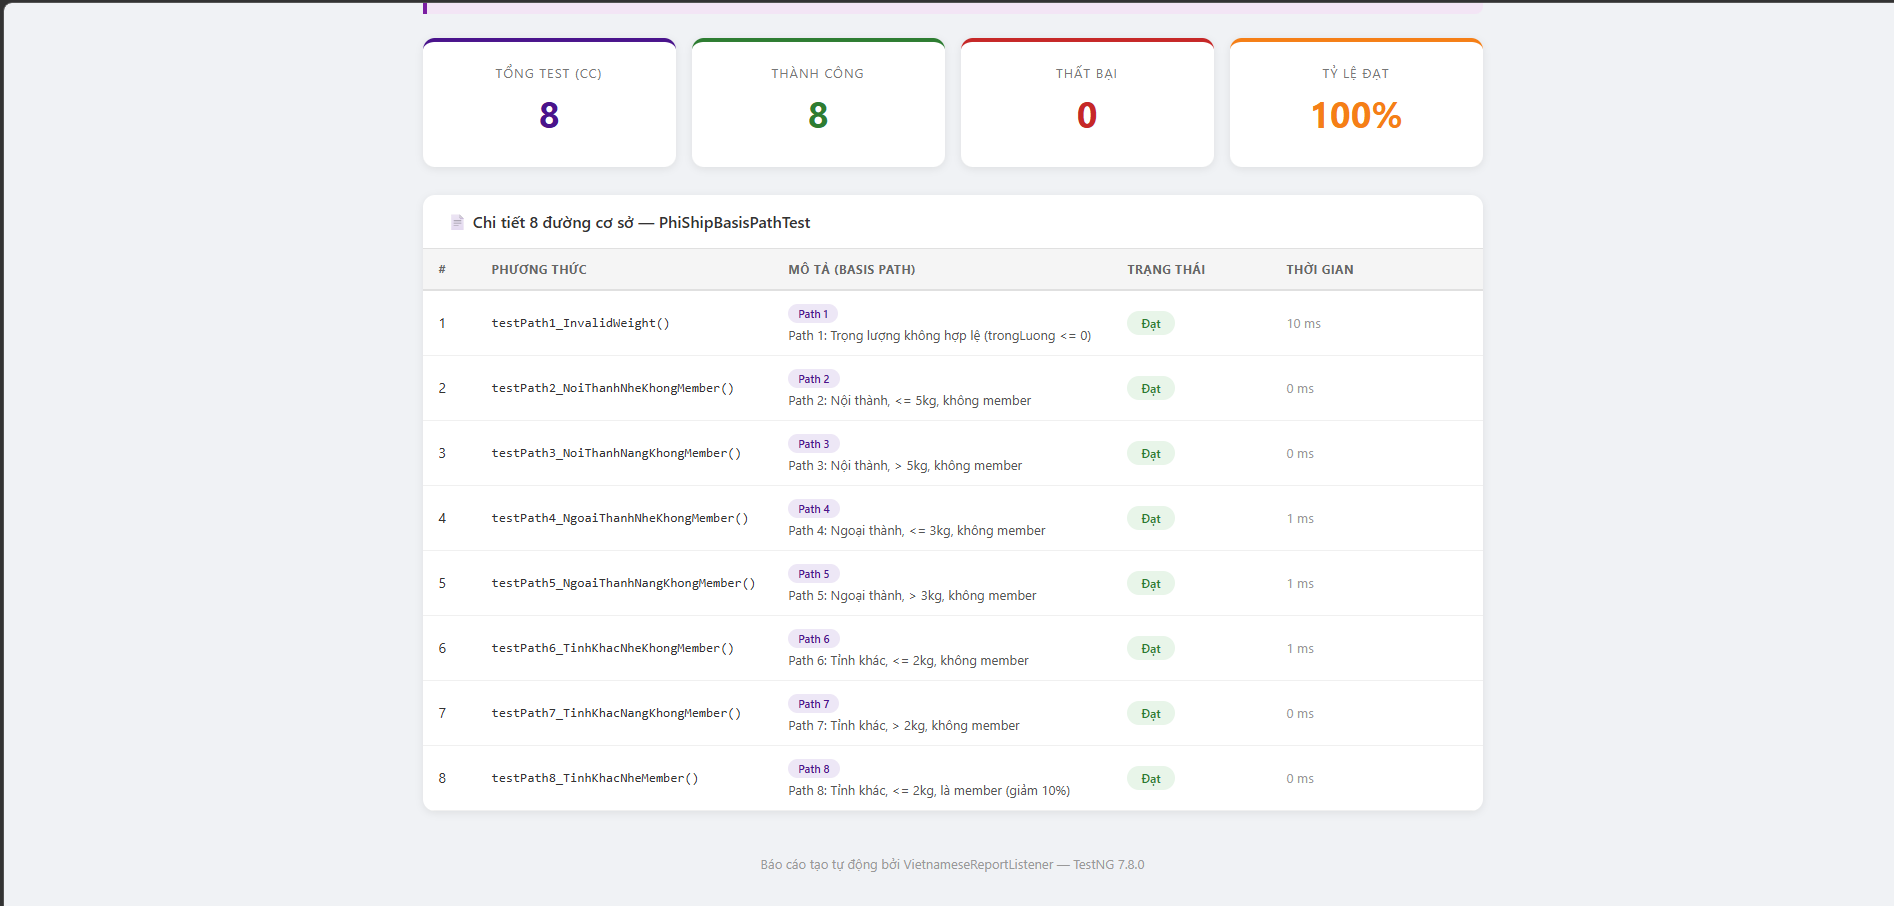 TỔNG TEST (CC)
8
THÀNH CÔNG
8
THẤT BẠI
0
TỶ LỆ ĐẠT
100%
Chi tiết 8 đường cơ sở — PhiShipBasisPathTest
# PHƯƠNG THỨC MÔ TẢ (BASIS PATH) TRẠNG THÁI THỜI GIAN
Path 1
1 testPath1_InvalidWeight() Đạt 10 ms
Path 1: Trọng lượng không hợp lệ (trongLuong <= 0)
Path 2
2 testPath2_NoiThanhNheKhongMember() Đạt 0 ms
Path 2: Nội thành, <= 5kg, không member
Path 3
3 testPath3_NoiThanhNangKhongMember() Đạt 0 ms
Path 3: Nội thành, > 5kg, không member
Path 4
4 testPath4_NgoaiThanhNheKhongMember() Đạt 1 ms
Path 4: Ngoại thành, <= 3kg, không member
Path 5
5 testPath5_NgoaiThanhNangKhongMember() Đạt 1 ms
Path 5: Ngoại thành, > 3kg, không member
Path 6
6 testPath6_TinhKhacNheKhongMember() Đạt 1 ms
Path 6: Tỉnh khác, <= 2kg, không member
Path 7
7 testPath7_TinhKhacNangKhongMember() Đạt 0 ms
Path 7: Tỉnh khác, > 2kg, không member
Path 8
8 testPath8_TinhKhacNheMember() Đạt 0 ms
Path 8: Tỉnh khác, <= 2kg, là member (giảm 10%)
Báo cáo tạo tự động bởi VietnameseReportListener — TestNG 7.8.0